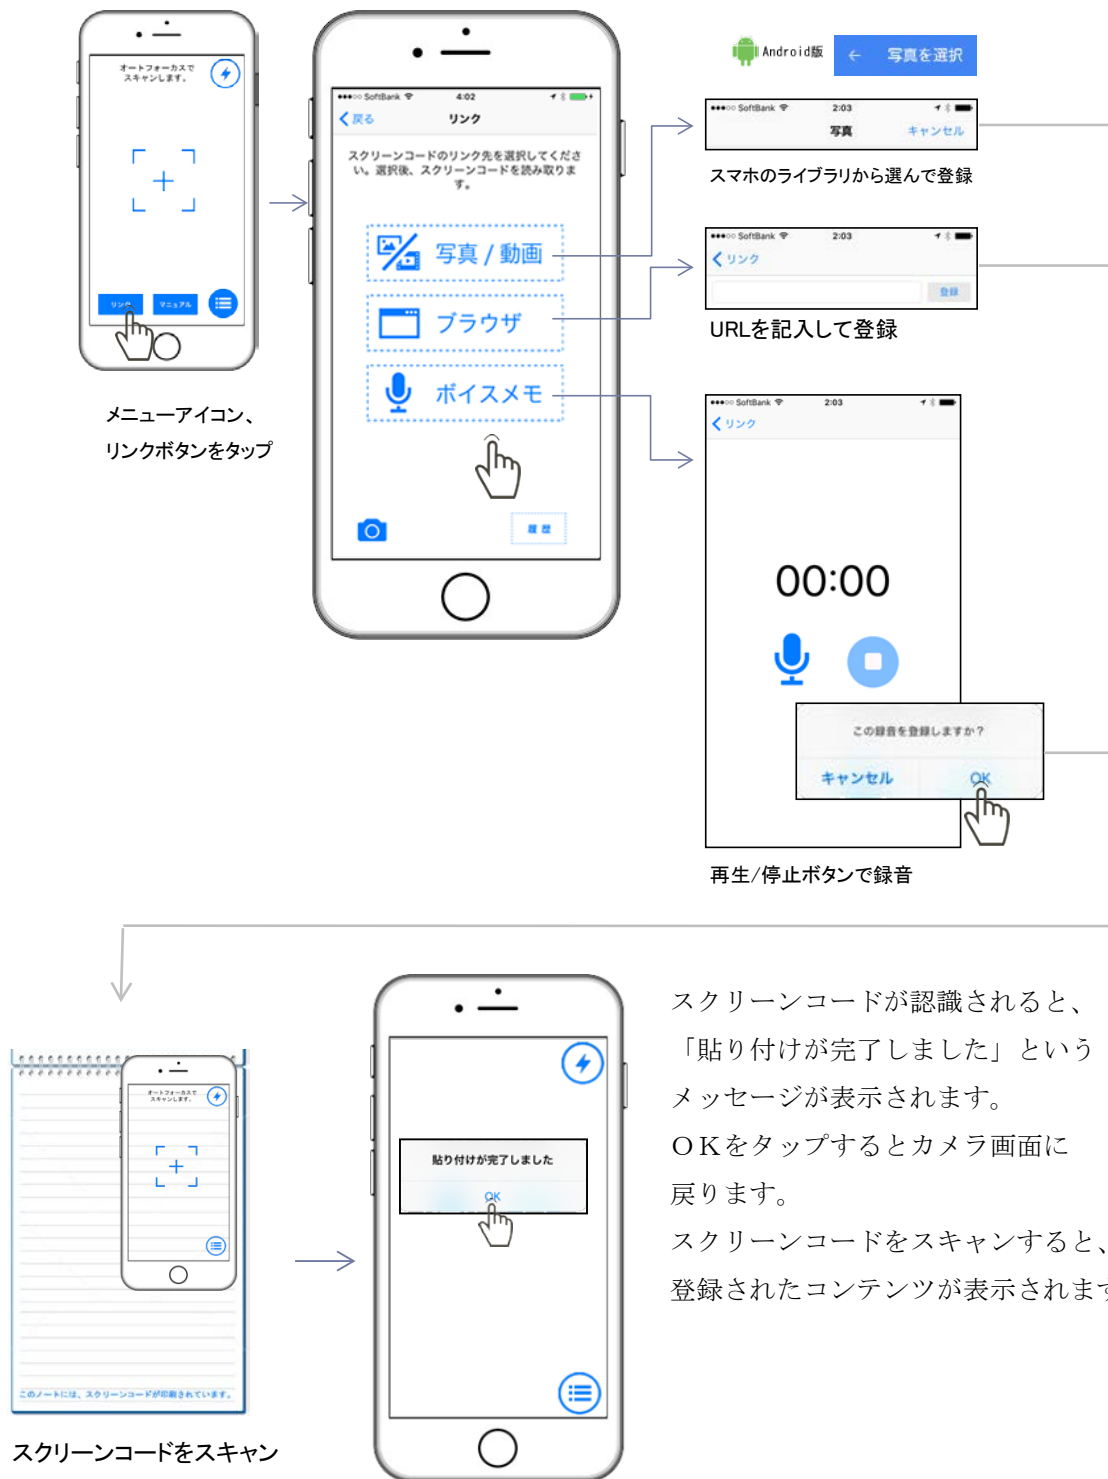 オートフォーカスで
スキャンします。
リンク
マニュアル
メニューアイコン、
リンクボタンをタップ
SoftBank
4:02
戻る
リンク
スクリーンコードのリンク先を選択してくださ
い。選択後、スクリーンコードを読み取りま
す。
写真 / 動画
ブラウザ
ボイスメモ
履歴
Android版
← 写真を選択
SoftBank
2:03
写真
キャンセル
スマホのライブラリから選んで登録
SoftBank
2:03
リンク
登録
URLを記入して登録
SoftBank
2:03
リンク
00:00
この録音を登録しますか？
キャンセル
OK
再生/停止ボタンで録音
オートフォーカスで
スキャンします。
このノートには、スクリーンコードが印刷されています。
スクリーンコードをスキャン
貼り付けが完了しました
OK
スクリーンコードが認識されると、
「貼り付けが完了しました」という
メッセージが表示されます。
ＯＫをタップするとカメラ画面に
戻ります。
スクリーンコードをスキャンすると、
登録されたコンテンツが表示されます